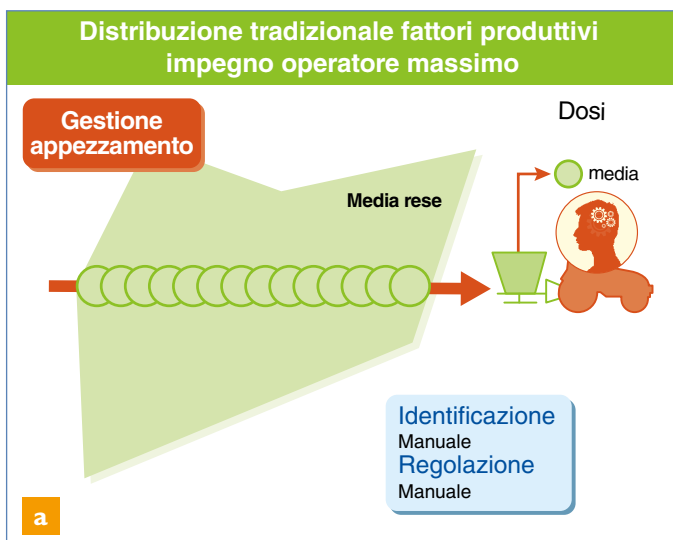 Distribuzione tradizionale fattori produttivi
impegno operatore massimo
Gestione
appezzamento
Dosi
media
Media rese
Identificazione
Manuale
Regolazione
Manuale
a